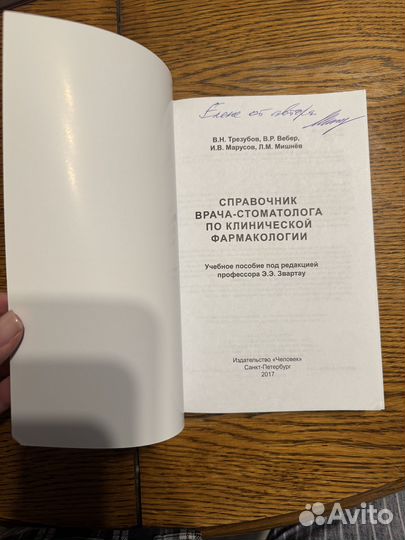 Елене от автора
В.Н. Трезубов, В.Р. Вебер,
И.В. Марусов, Л.М. Мишнёв
СПРАВОЧНИК
ВРАЧА-СТОМАТОЛОГА
ПО КЛИНИЧЕСКОЙ
ФАРМАКОЛОГИИ
Учебное пособие под редакцией
профессора Э.Э. Звартау
Издательство «Человек»
Санкт-Петербург
2017
Avito